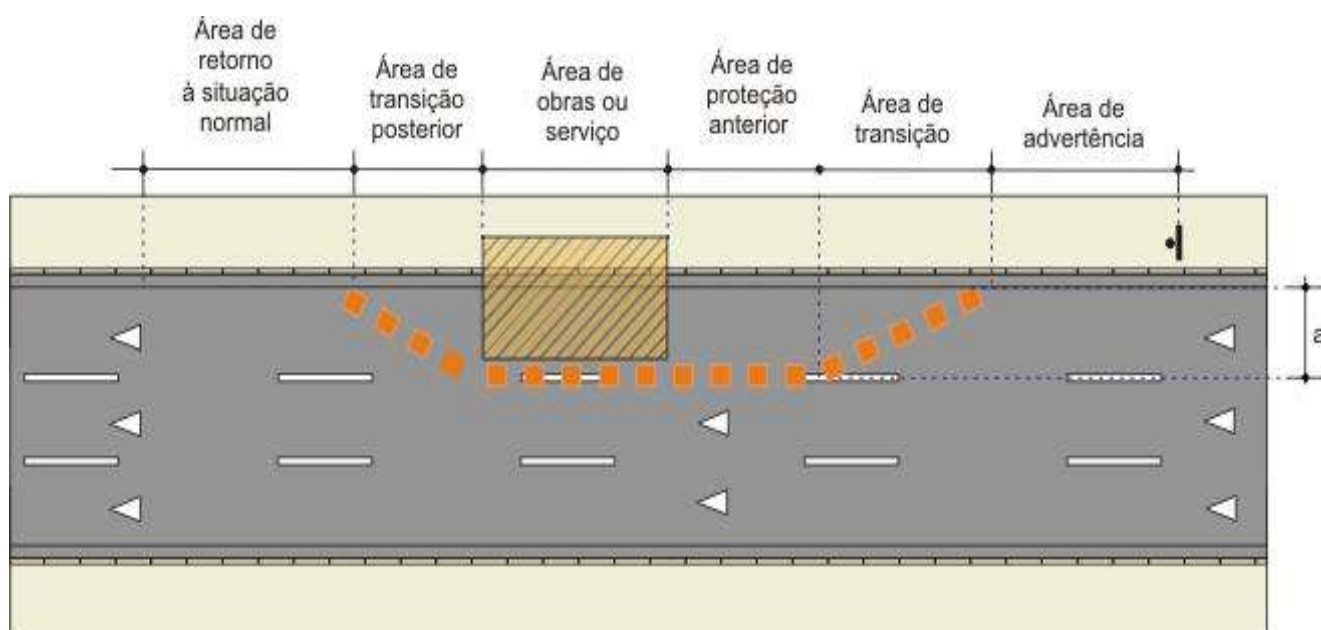 Área de
retorno
à situação
normal
Área de
transição
posterior
Área de
obras ou
serviço
Área de
proteção
anterior
Área de
transição
Área de
advertência
a